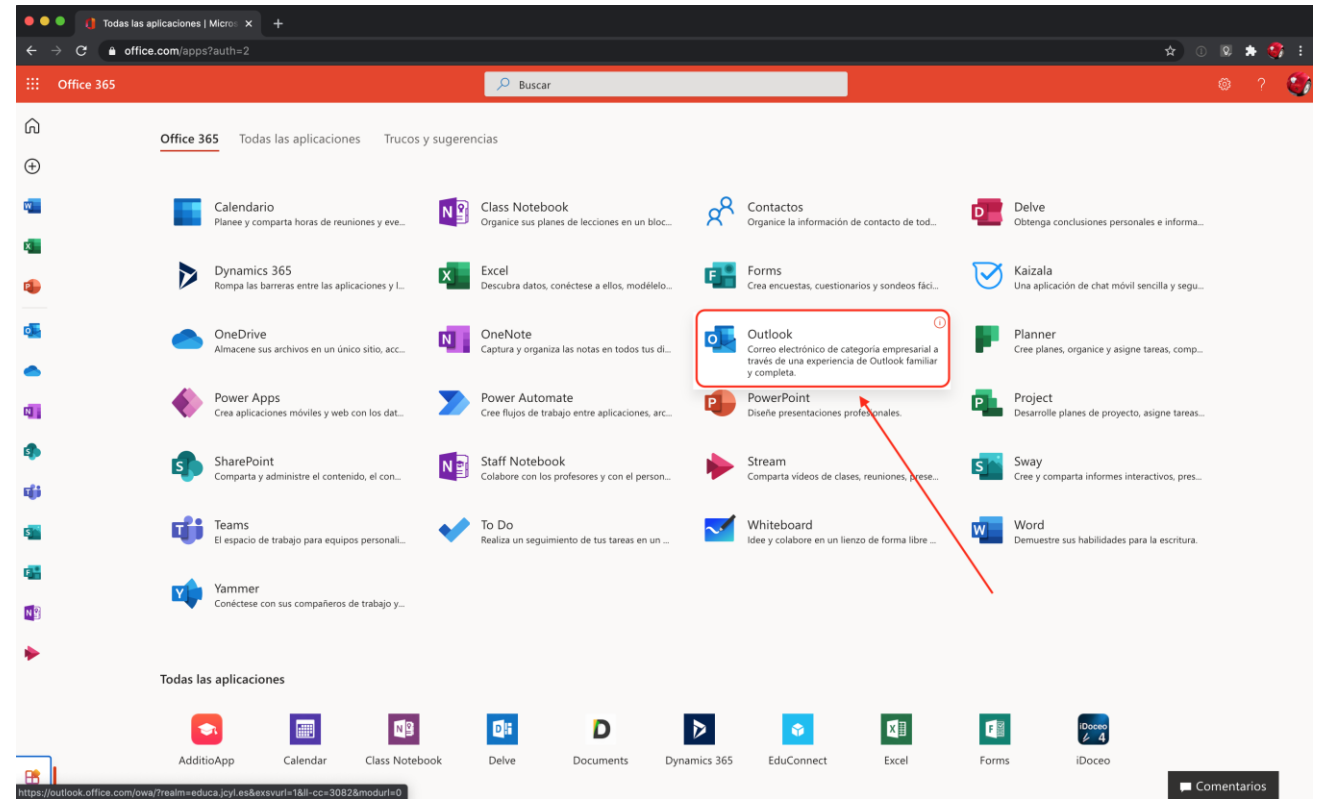 Todas las aplicaciones | Micros
office.com/apps?auth=2
Office 365
Buscar
Office 365 Todas las aplicaciones Trucos y sugerencias
Calendario
Planee y comparta horas de reuniones y eve...
Class Notebook
Organice sus planes de lecciones en un bloc...
Contactos
Organice la información de contacto de tod...
Delve
Obtenga conclusiones personales e informa...
Dynamics 365
Rompa las barreras entre las aplicaciones y l...
Excel
Descubra datos, conéctese a ellos, modélelo...
Forms
Crea encuestas, cuestionarios y sondeos fáci...
Kaizala
Una aplicación de chat móvil sencilla y segu...
OneDrive
Almacene sus archivos en un único sitio, acc...
OneNote
Captura y organiza las notas en todos tus di...
Outlook
Correo electrónico de categoría empresarial a
través de una experiencia de Outlook familiar
y completa.
Planner
Cree planes, organice y asigne tareas, comp...
Power Apps
Crea aplicaciones móviles y web con los dat...
Power Automate
Cree flujos de trabajo entre aplicaciones, arc...
PowerPoint
Diseñe presentaciones profesionales.
Project
Desarrolle planes de proyecto, asigne tareas...
SharePoint
Comparta y administre el contenido, el con...
Staff Notebook
Colabore con los profesores y con el person...
Stream
Comparta vídeos de clases, reuniones, prese...
Sway
Cree y comparta informes interactivos, pres...
Teams
El espacio de trabajo para equipos personali...
To Do
Realiza un seguimiento de tus tareas en un ...
Whiteboard
Idee y colabore en un lienzo de forma libre ...
Word
Demuestre sus habilidades para la escritura.
Yammer
Conéctese con sus compañeros de trabajo y...
Todas las aplicaciones
iDoceo
4
AdditioApp Calendar Class Notebook Delve Documents Dynamics 365 EduConnect Excel Forms iDoceo
https://outlook.office.com/owa/?realm=educa.jcyl.es&exsvurl=1&ll-cc=3082&modurl=0
Comentarios